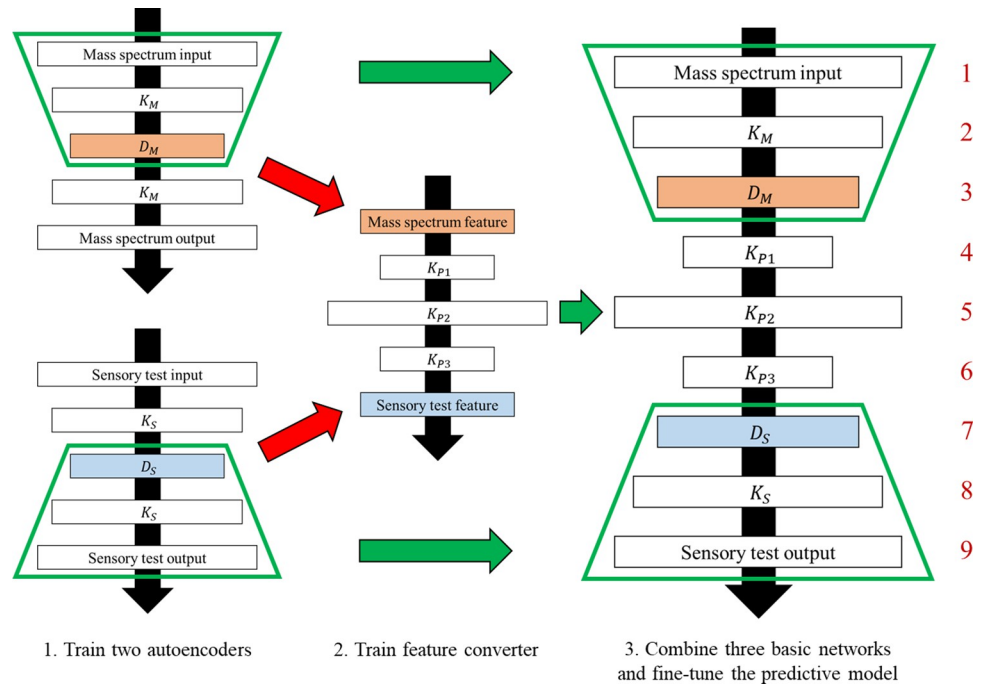 Mass spectrum input
K_M
D_M
K_M
Mass spectrum output
Sensory test input
K_S
D_S
K_S
Sensory test output
1. Train two autoencoders
Mass spectrum feature
K_P1
K_P2
K_P3
Sensory test feature
2. Train feature converter
Mass spectrum input 1
K_M 2
D_M 3
K_P1 4
K_P2 5
K_P3 6
D_S 7
K_S 8
Sensory test output 9
3. Combine three basic networks
and fine-tune the predictive model